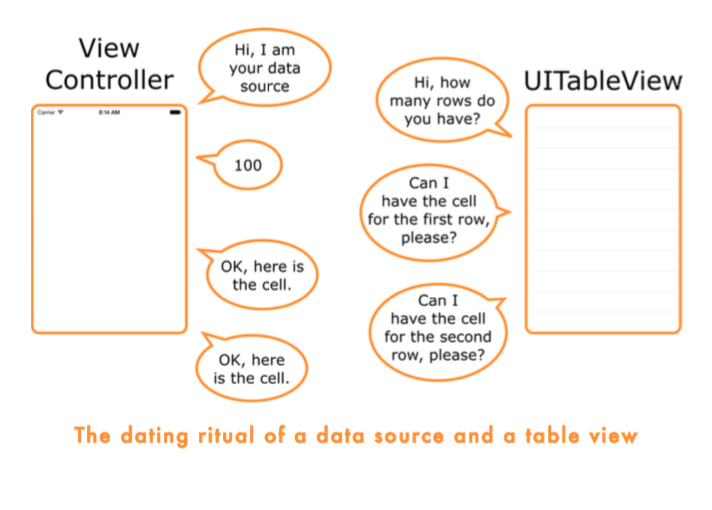 View
Controller
Hi, I am
your data
source
Hi, how
many rows do
you have?
UITableView
Carrier
8:14 AM
100
Can I
have the cell
for the first row,
please?
OK, here is
the cell.
Can I
have the cell
for the second
row, please?
OK, here
is the cell.
The dating ritual of a data source and a table view